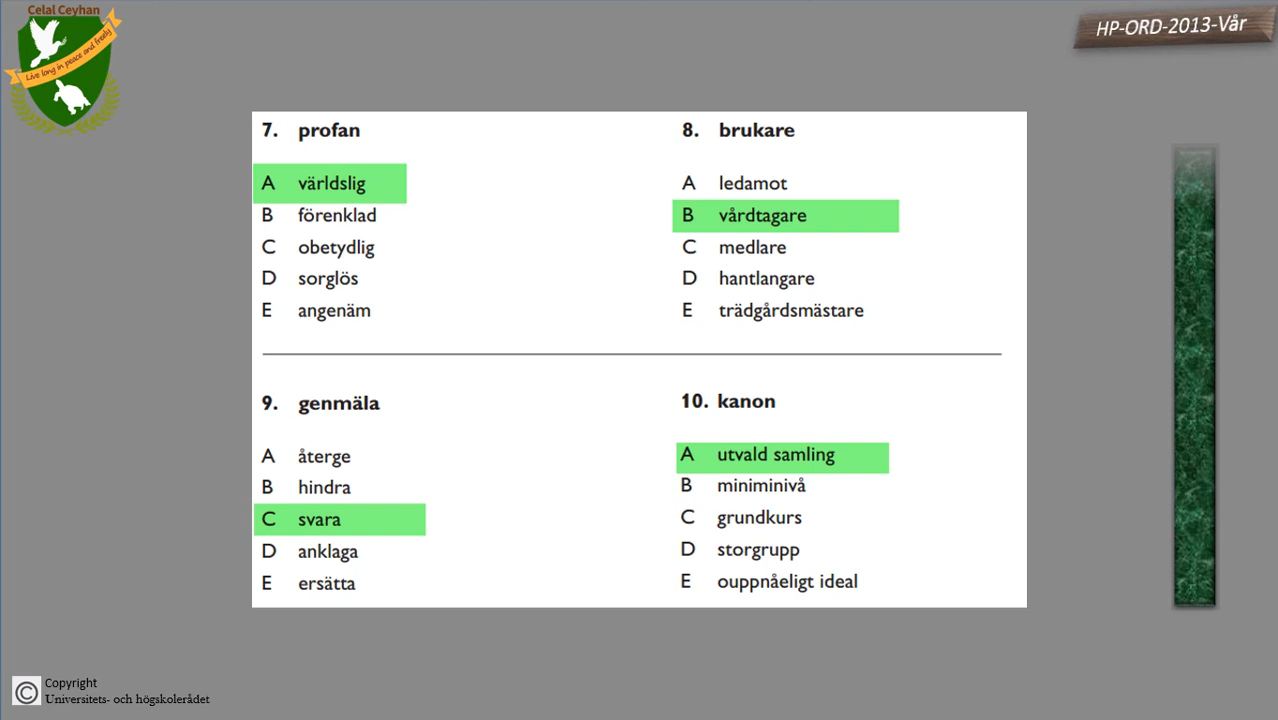 Celal Ceyhan
Live long in peace and freely
HP-ORD-2013-Vår
7. profan
A världslig
B förenklad
C obetydlig
D sorglös
E angenäm
8. brukare
A ledamot
B vårdtagare
C medlare
D hantlangare
E trädgårdsmästare
9. genmäla
A återge
B hindra
C svara
D anklaga
E ersätta
10. kanon
A utvald samling
B miniminivå
C grundkurs
D storgrupp
E ouppnåeligt ideal
© Copyright
Universitets- och högskolerådet